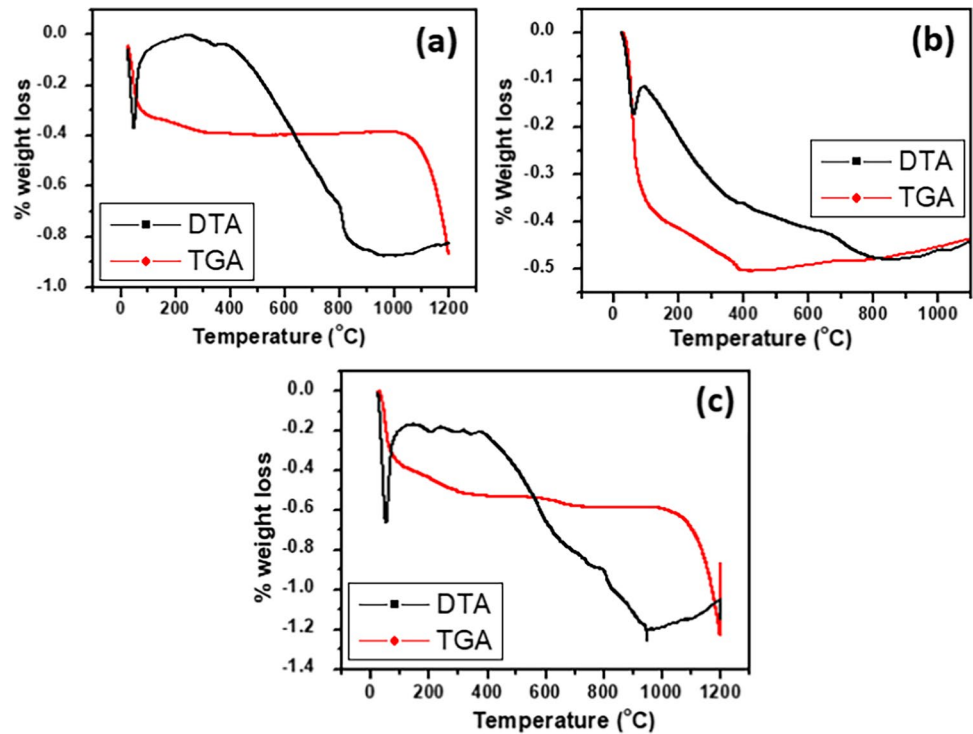 (a)
% weight loss
0.0
-0.2
-0.4
-0.6
-0.8
-1.0
DTA
TGA
0 200 400 600 800 1000 1200
Temperature (°C)
(b)
% Weight loss
0.0
-0.1
-0.2
-0.3
-0.4
-0.5
DTA
TGA
0 200 400 600 800 1000
Temperature (°C)
(c)
% weight loss
0.0
-0.2
-0.4
-0.6
-0.8
-1.0
-1.2
-1.4
DTA
TGA
0 200 400 600 800 1000 1200
Temperature (°C)